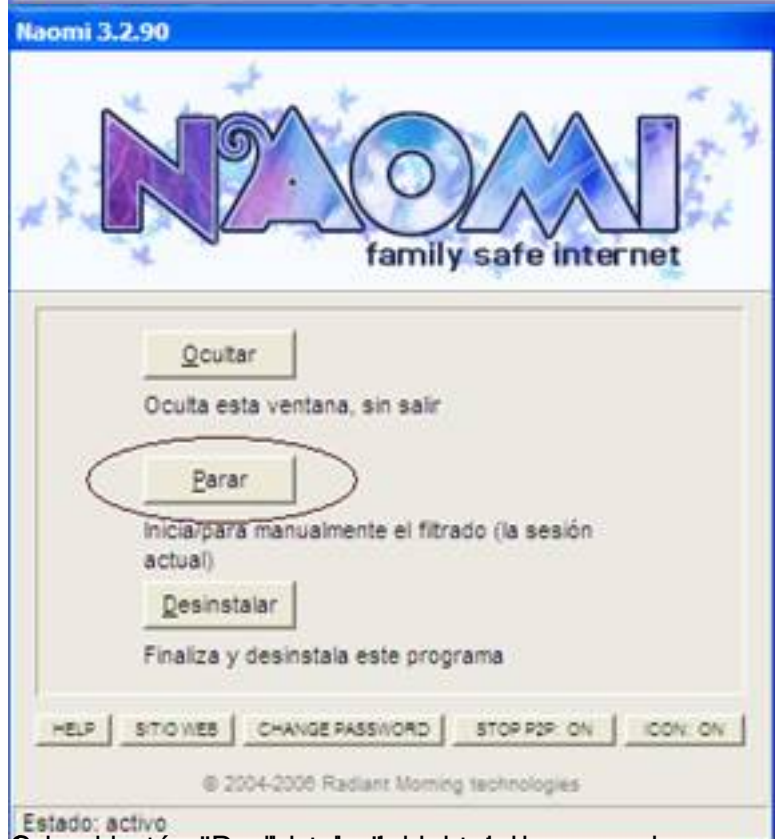 Naomi 3.2.90
NAOMI
family safe internet
Ocultar
Oculta esta ventana, sin salir
Parar
Inicia/para manualmente el filtrado (la sesión
actual)
Desinstalar
Finaliza y desinstala este programa
HELP SITIO WEB CHANGE PASSWORD STOP P2P: ON ICON: ON
© 2004-2006 Radiant Morning technologies
Estado: activo